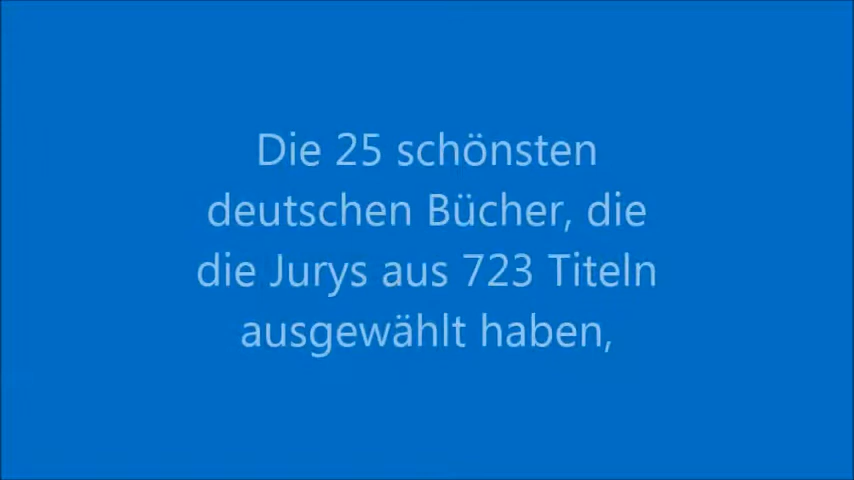 Die 25 schönsten
deutschen Bücher, die
die Jurys aus 723 Titeln
ausgewählt haben,